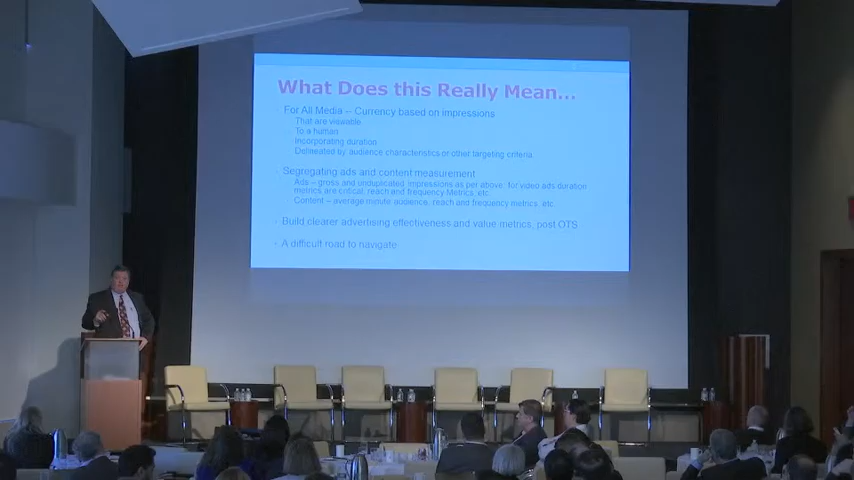 What Does this Really Mean...
For All Media – Currency based on impressions
That are viewable
To a human
Incorporating duration
Delineated by audience characteristics or other targeting criteria
Segregating ads and content measurement
Ads – gross and unduplicated impressions as per above, for video ads duration
metrics are critical, reach and frequency Metrics, etc.
Content – average minute audience, reach and frequency metrics, etc.
- Build clearer advertising effectiveness and value metrics, post OTS
- A difficult road to navigate